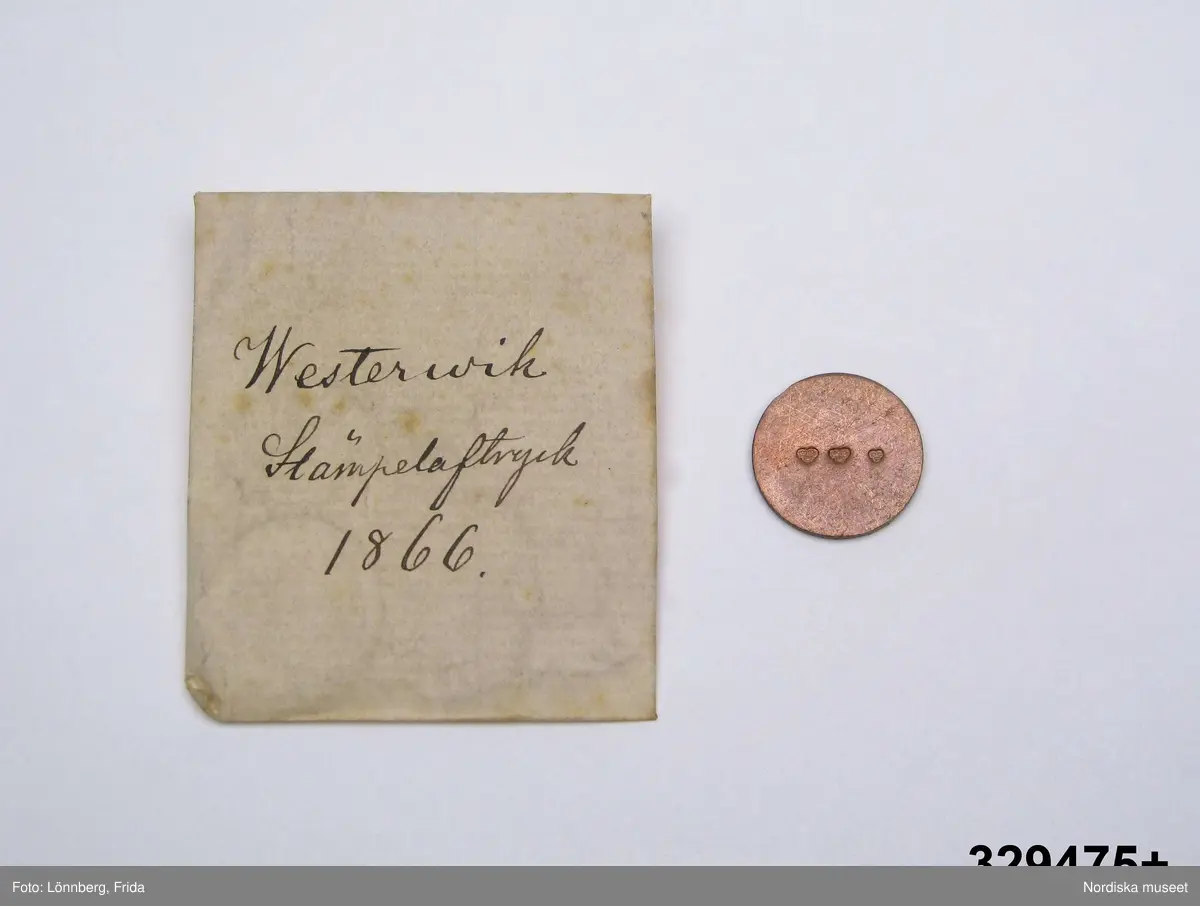 Westerwik
Stämpelaftryck
1866.
329475+
Foto: Lönnberg, Frida
Nordiska museet